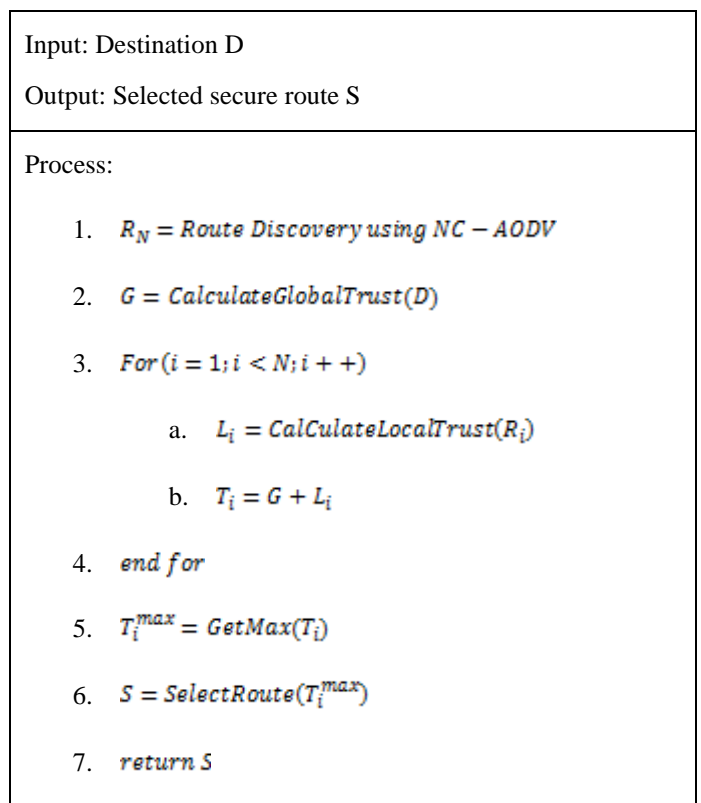 Input: Destination D
Output: Selected secure route S
Process:
1. R_N = Route Discovery using NC − AODV
2. G = CalculateGlobalTrust(D)
3. For(i = 1; i < N; i + +)
a. L_i = CalCulateLocalTrust(R_i)
b. T_i = G + L_i
4. end for
5. T_i^max = GetMax(T_i)
6. S = SelectRoute(T_i^max)
7. return S